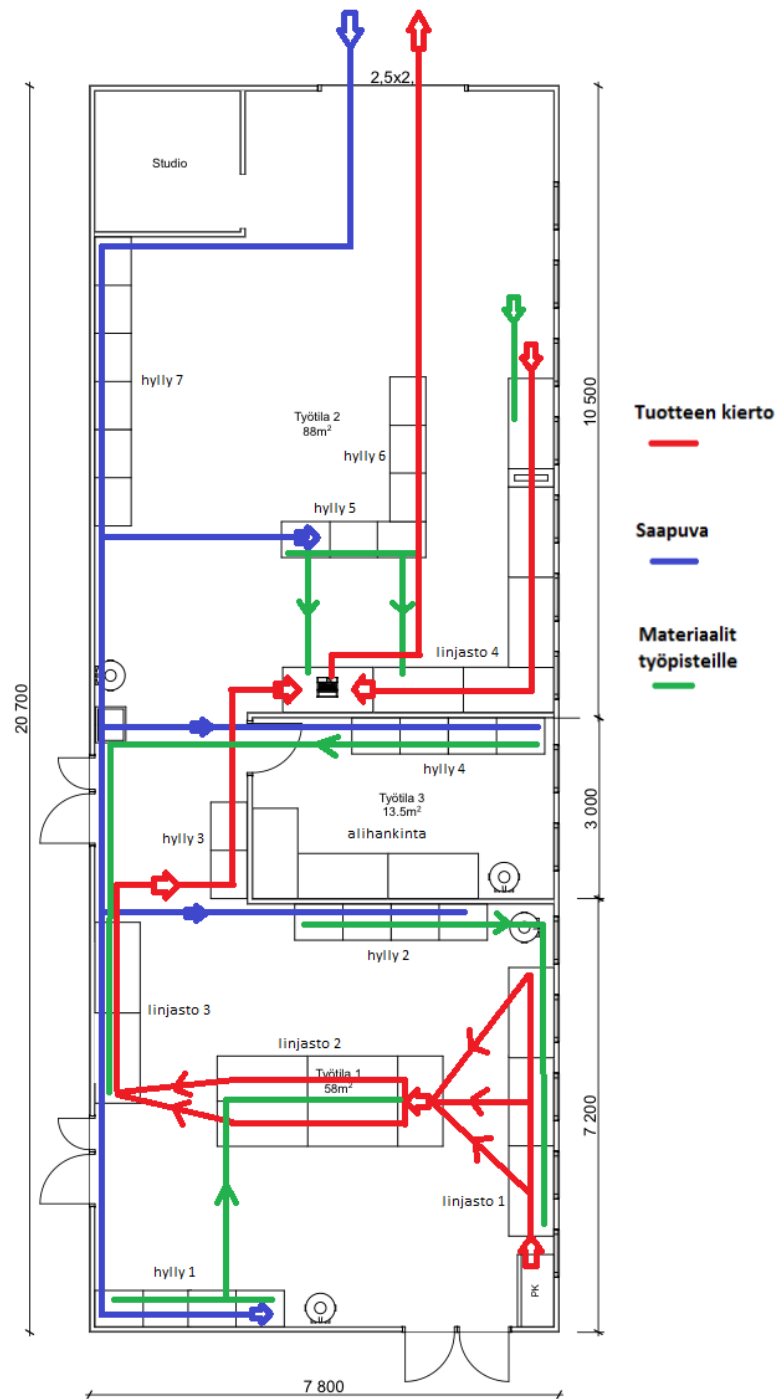 2,5x2,
Studio
hylly 7
Työtila 2
88m²
hylly 6
hylly 5
linjasto 4
10 500
20 700
Tuotteen kierto
Saapuva
Materiaalit
työpisteille
hylly 4
Työtila 3
13.5m²
alihankinta
hylly 3
3 000
hylly 2
linjasto 3
linjasto 2
Työtila 1
58m²
linjasto 1
7 200
hylly 1
PK
7 800